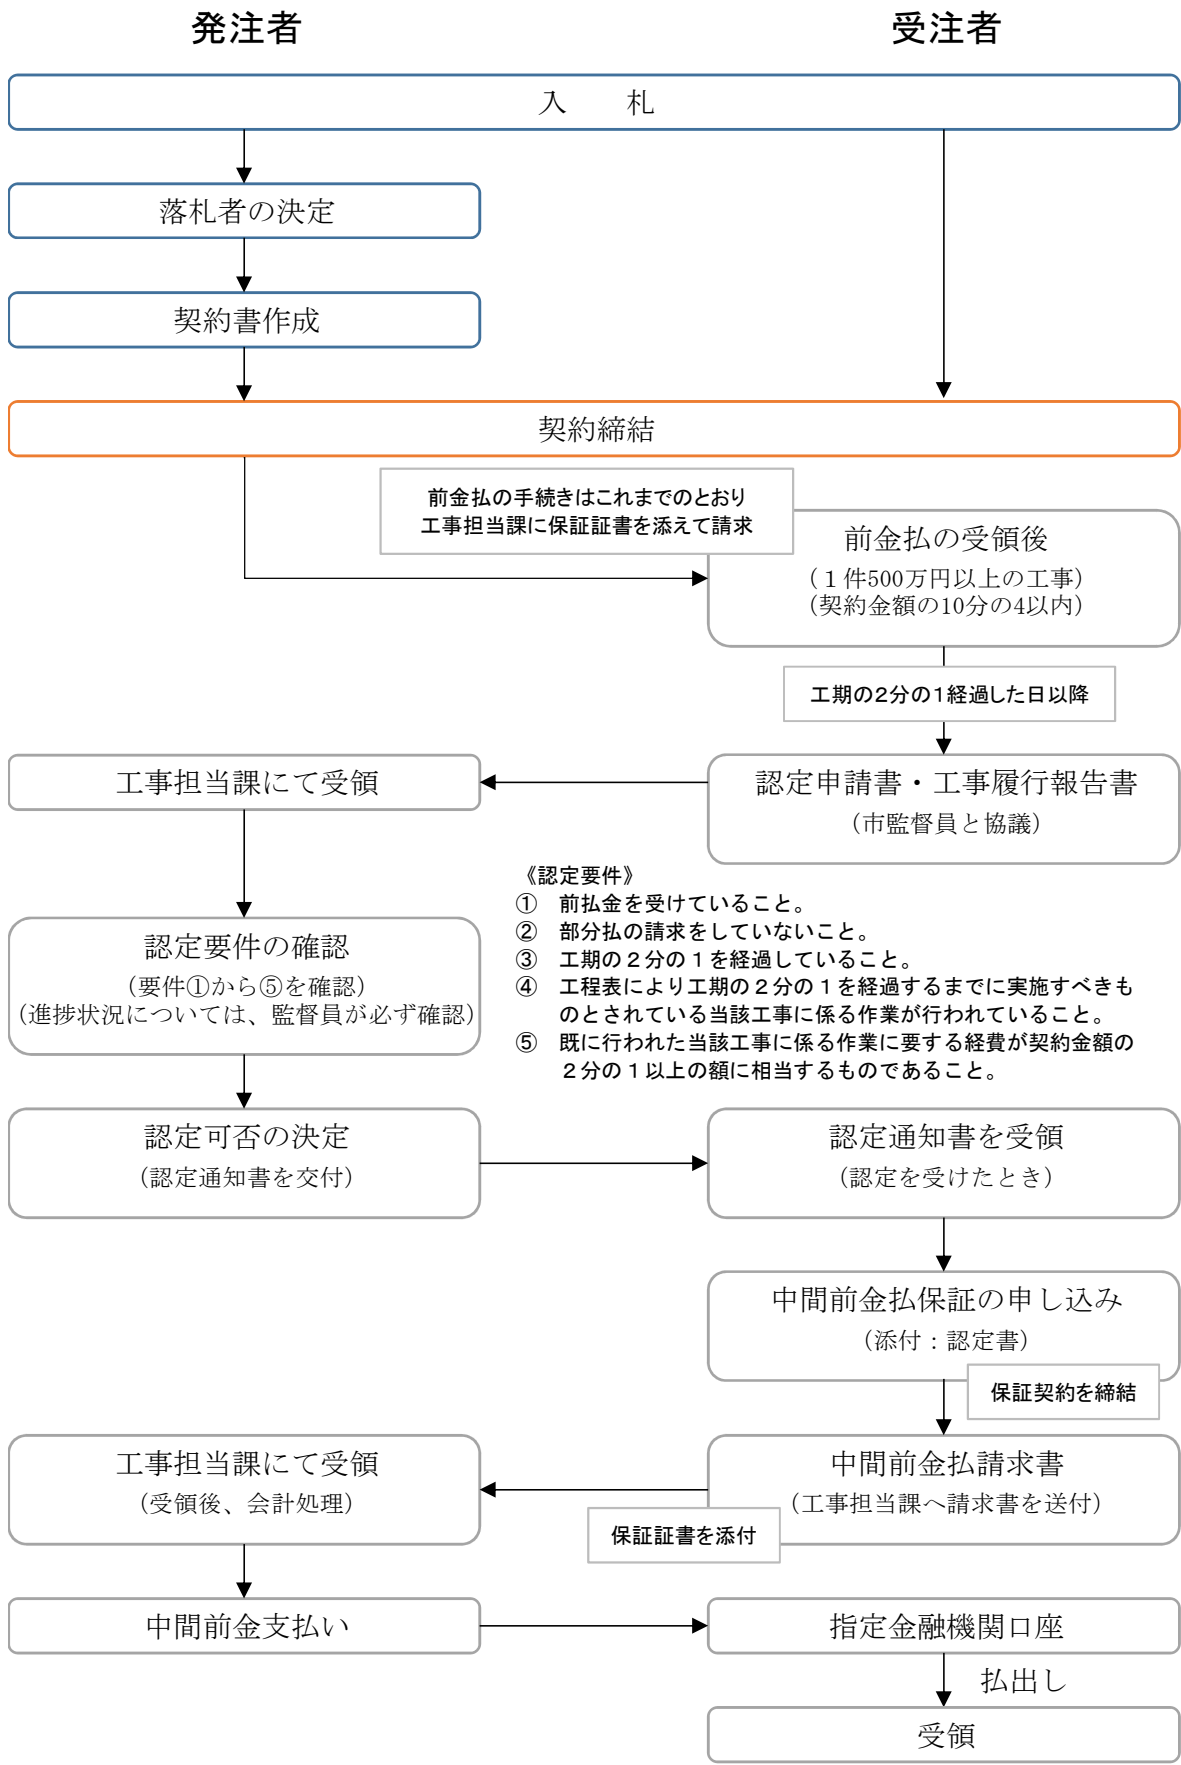 発注者
受注者
入　　札
落札者の決定
契約書作成
契約締結
前金払の手続きはこれまでのとおり
工事担当課に保証証書を添えて請求
前金払の受領後
（１件500万円以上の工事）
（契約金額の10分の4以内）
工期の２分の１経過した日以降
工事担当課にて受領
認定申請書・工事履行報告書
（市監督員と協議）
《認定要件》
①　前払金を受けていること。
②　部分払の請求をしていないこと。
③　工期の２分の１を経過していること。
④　工程表により工期の２分の１を経過するまでに実施すべきも
のとされている当該工事に係る作業が行われていること。
⑤　既に行われた当該工事に係る作業に要する経費が契約金額の
２分の１以上の額に相当するものであること。
認定要件の確認
（要件①から⑤を確認）
（進捗状況については、監督員が必ず確認）
認定可否の決定
（認定通知書を交付）
認定通知書を受領
（認定を受けたとき）
中間前金払保証の申し込み
（添付：認定書）
保証契約を締結
工事担当課にて受領
（受領後、会計処理）
中間前金払請求書
（工事担当課へ請求書を送付）
保証証書を添付
中間前金支払い
指定金融機関口座
払出し
受領